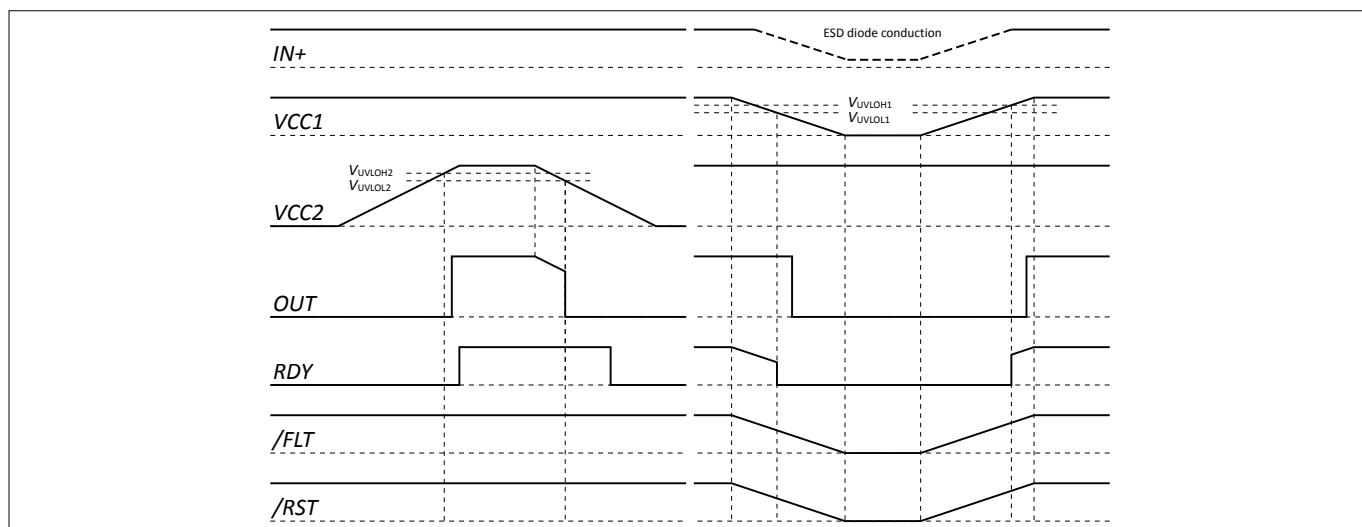 IN+
ESD diode conduction
VCC1
VUVLOH1
VUVLOL1
VCC2
VUVLOH2
VUVLOL2
OUT
RDY
/FLT
/RST